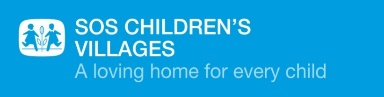 SOS CHILDREN'S
VILLAGES
A loving home for every child